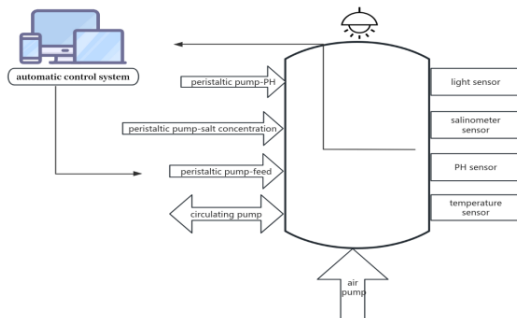 automatic control system
peristaltic pump-PH
peristaltic pump-salt concentration
peristaltic pump-feed
circulating pump
light sensor
salinometer
sensor
PH sensor
temperature
sensor
air
pump